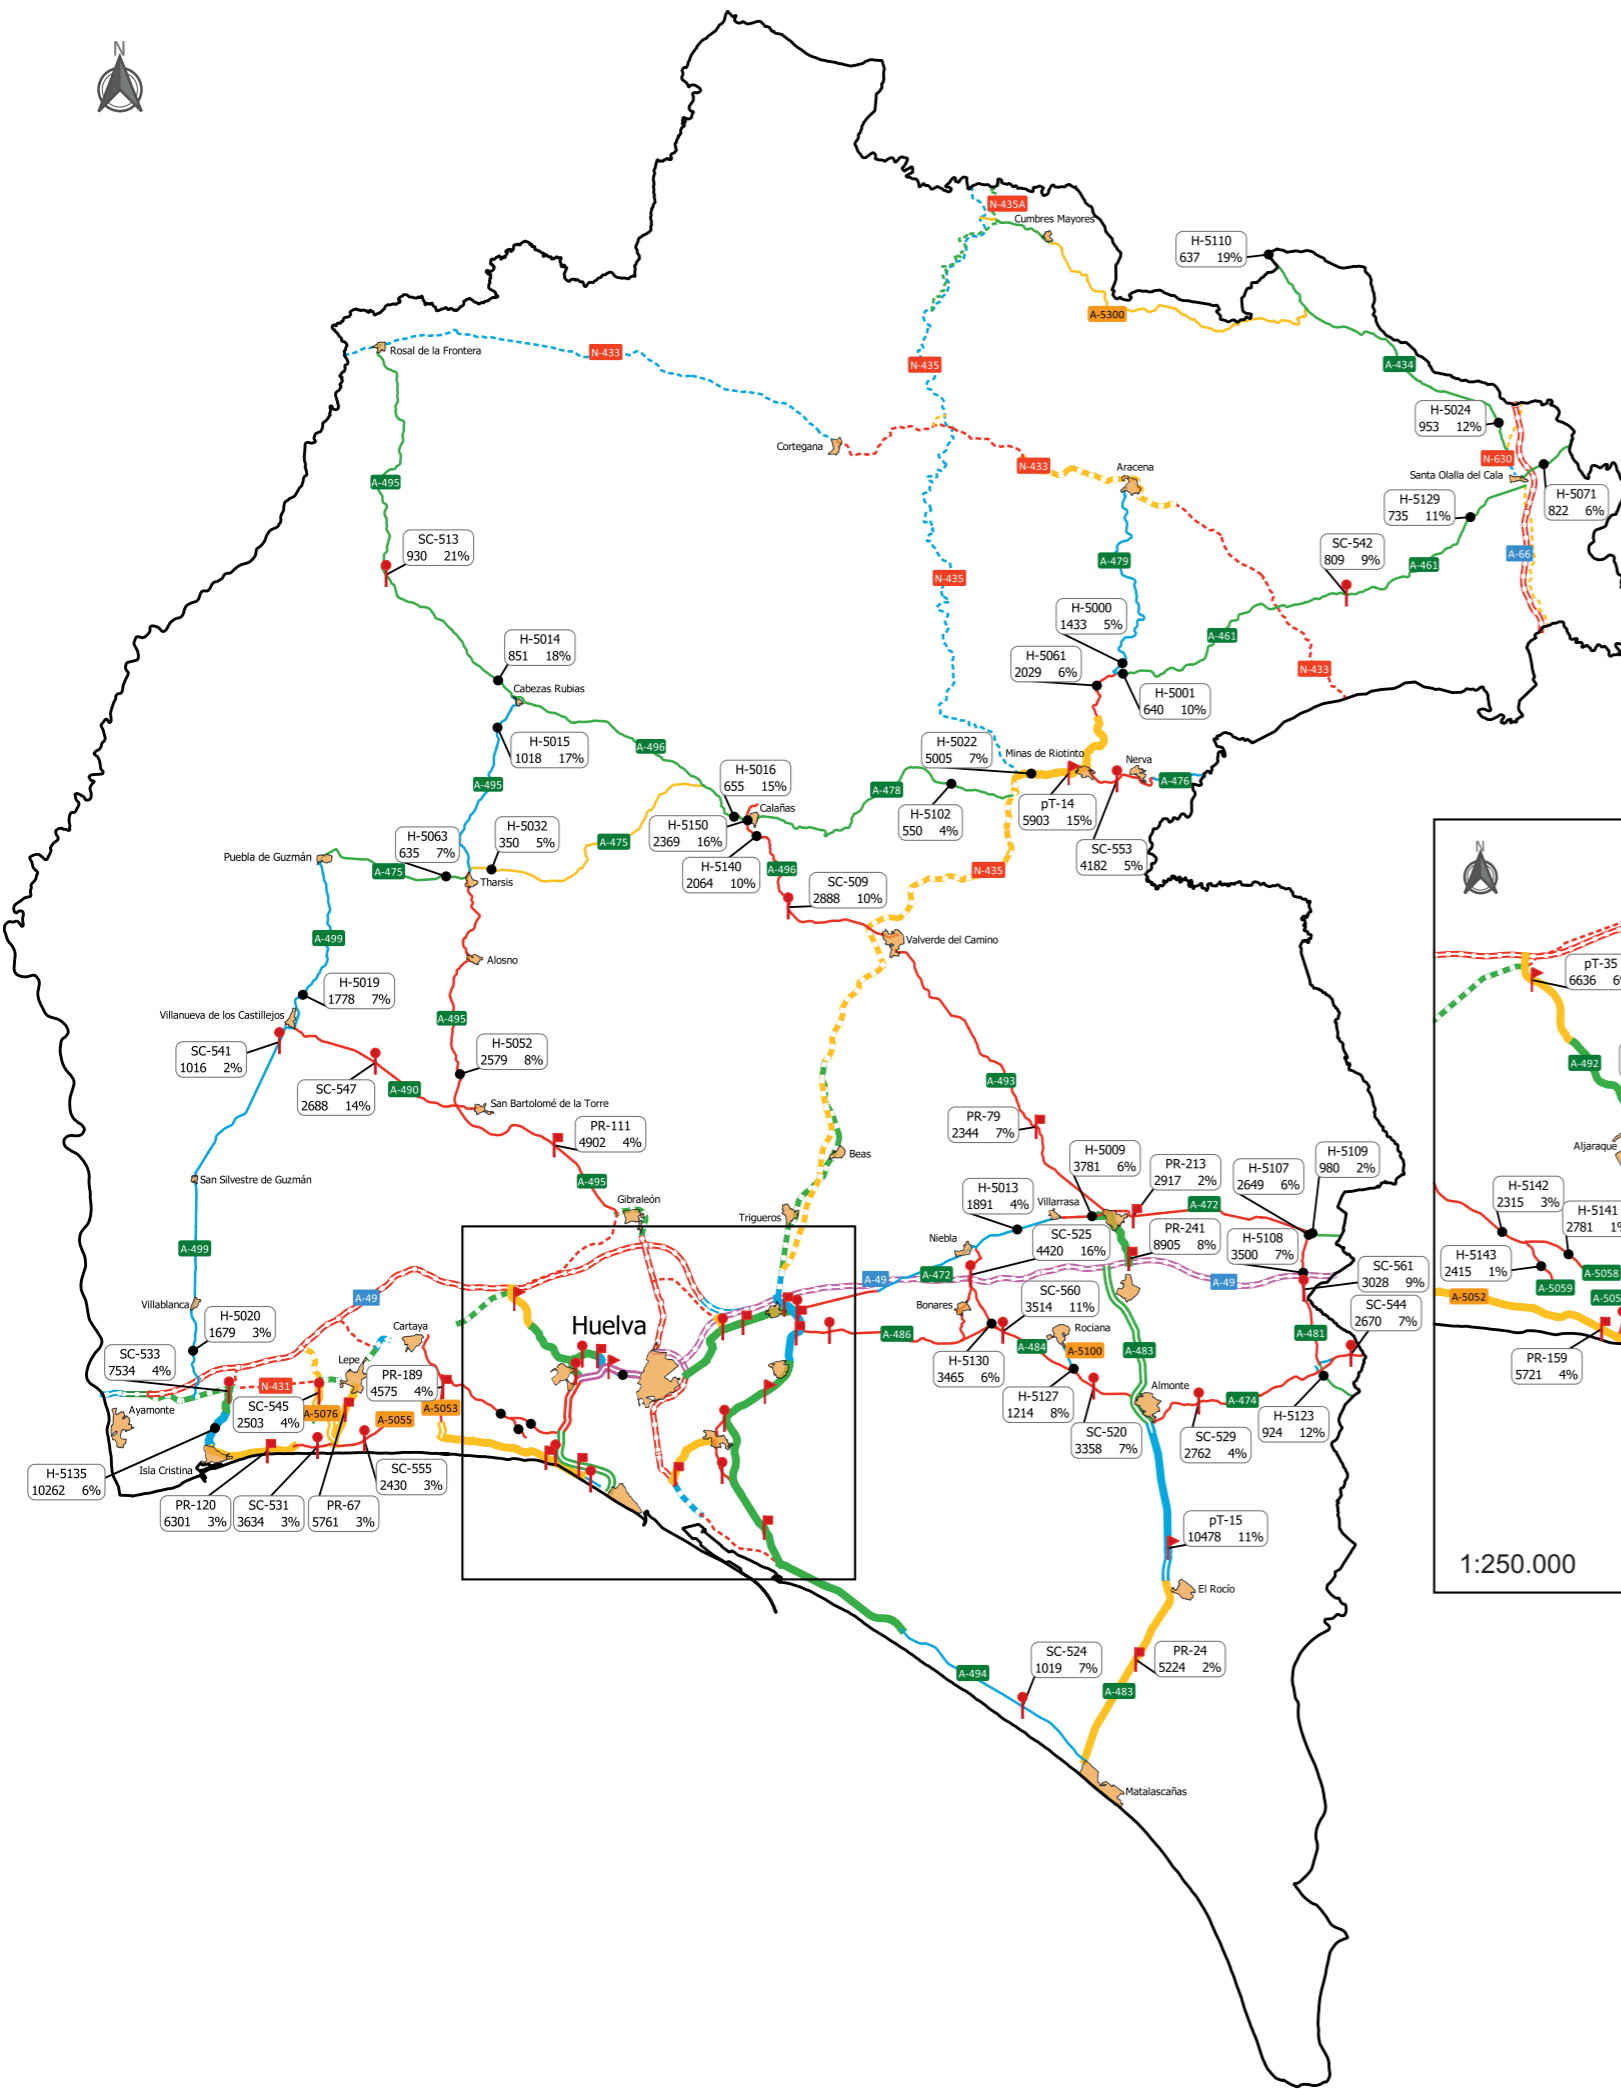 N
N-435A
Cumbres Mayores
H-5110
637 19%
A-5300
Rosal de la Frontera
N-433
N-435
A-434
H-5024
953 12%
Cortegana
N-433
Aracena
N-630
Santa Olalla del Cala
A-495
H-5129
735 11%
H-5071
822 6%
SC-513
930 21%
SC-542
809 9%
A-66
A-479
A-461
N-435
H-5000
1433 5%
A-461
H-5014
851 18%
H-5061
2029 6%
N-433
Cabezas Rubias
H-5001
640 10%
H-5015
1018 17%
A-496
H-5022
5005 7%
Minas de Riotinto
Nerva
A-476
H-5016
655 15%
A-495
A-478
Calañas
H-5102
550 4%
pT-14
5903 15%
H-5063
635 7%
H-5032
350 5%
A-475
H-5150
2369 16%
SC-553
4182 5%
Puebla de Guzmán
A-475
H-5140
2064 10%
A-496
N-435
Tharsis
SC-509
2888 10%
N
A-499
Valverde del Camino
Alosno
pT-35
6636 6
H-5019
1778 7%
Villanueva de los Castillejos
A-495
SC-541
1016 2%
H-5052
2579 8%
A-492
SC-547
2688 14%
A-490
A-493
San Bartolomé de la Torre
PR-111
4902 4%
PR-79
2344 7%
Aljaraque
Beas
H-5009
3781 6%
PR-213
2917 2%
H-5107
2649 6%
H-5109
980 2%
San Silvestre de Guzmán
A-495
H-5013
1891 4%
Villarrasa
A-472
H-5142
2315 3%
Gibraleón
Trigueros
H-5141
2781 1
Niebla
SC-525
4420 16%
PR-241
8905 8%
H-5108
3500 7%
A-499
H-5143
2415 1%
A-5058
A-49
A-472
A-49
SC-561
3028 9%
A-5059
A-5052
A-49
Villablanca
Bonares
SC-560
3514 11%
SC-544
2670 7%
H-5020
1679 3%
Cartaya
Huelva
A-486
Rociana
A-481
A-484
A-5100
A-483
SC-533
7534 4%
Lepe
PR-189
4575 4%
H-5130
3465 6%
PR-159
5721 4%
N-431
SC-545
2503 4%
A-5076
A-5055
A-5053
H-5127
1214 8%
Almonte
A-474
Ayamonte
SC-520
3358 7%
SC-529
2762 4%
H-5123
924 12%
Isla Cristina
H-5135
10262 6%
SC-555
2430 3%
PR-120
6301 3%
SC-531
3634 3%
PR-67
5761 3%
pT-15
10478 11%
1:250.000
El Rocío
SC-524
1019 7%
PR-24
5224 2%
A-494
A-483
Matalascañas